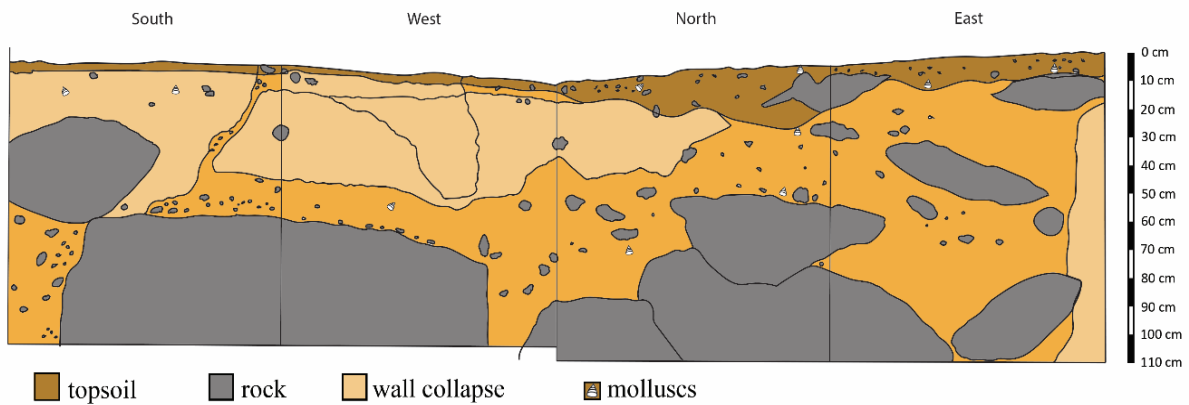 South West North East
0 cm
10 cm
20 cm
30 cm
40 cm
50 cm
60 cm
70 cm
80 cm
90 cm
100 cm
110 cm
topsoil rock wall collapse molluscs